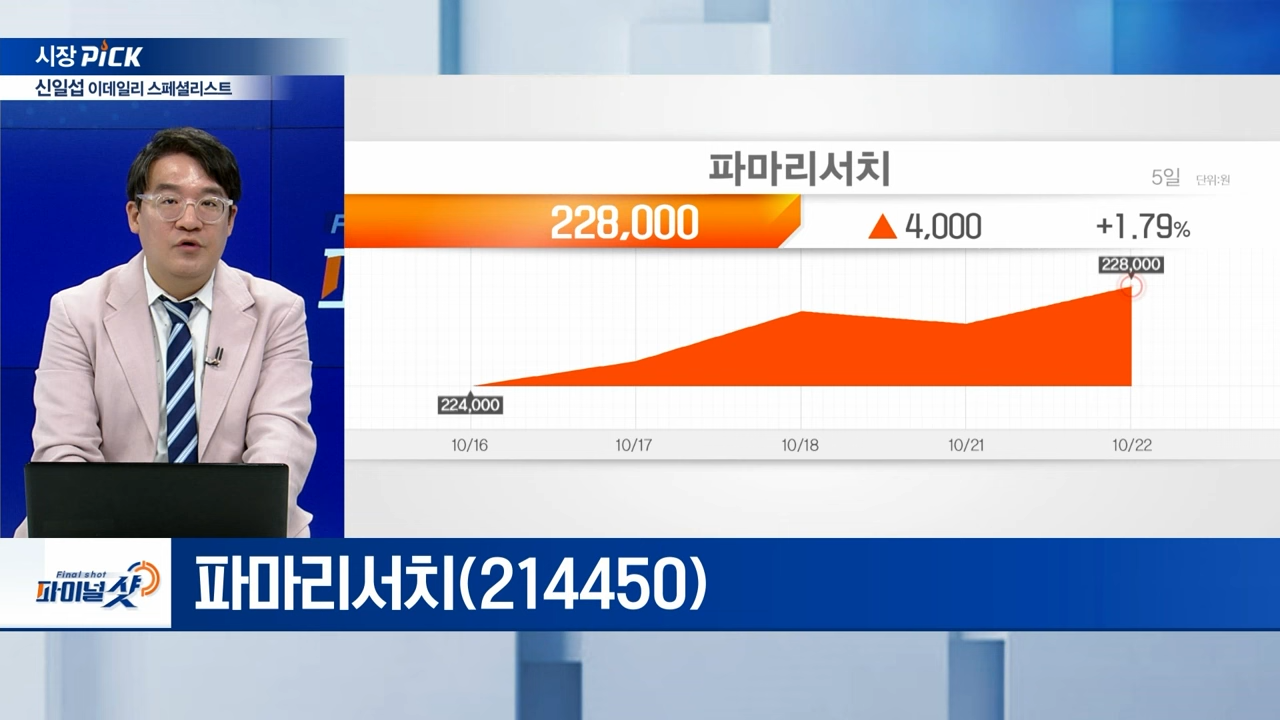 시장 PiCK
신일섭 이데일리 스페셜리스트
파마리서치
5일 단위:원
228,000 ▲ 4,000 +1.79%
228,000
224,000
10/16 10/17 10/18 10/21 10/22
Final shot
파이널샷
파마리서치(214450)